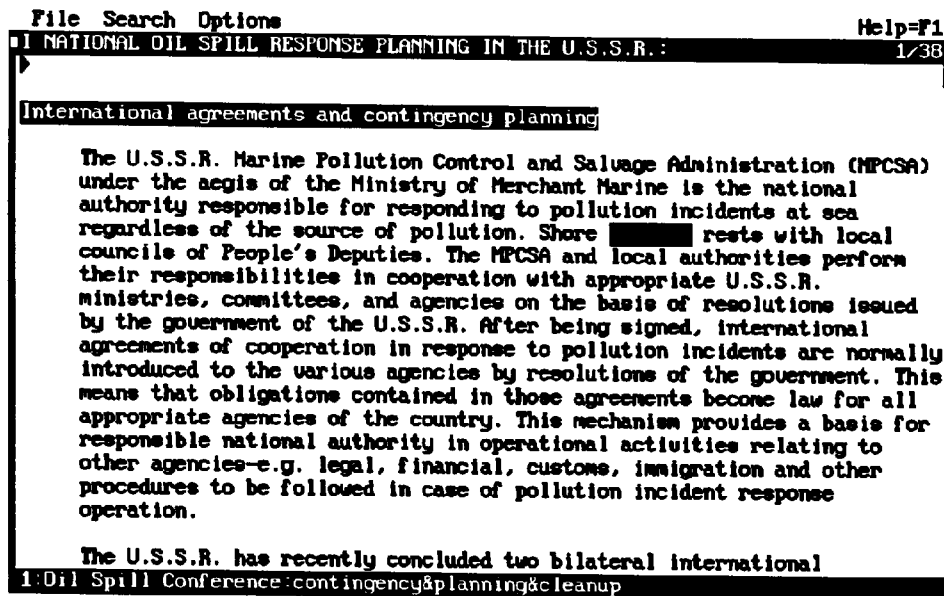 File Search Options Help=F1
I NATIONAL OIL SPILL RESPONSE PLANNING IN THE U.S.S.R.: 1/38
International agreements and contingency planning
The U.S.S.R. Marine Pollution Control and Salvage Administration (MPCSA)
under the aegis of the Ministry of Merchant Marine is the national
authority responsible for responding to pollution incidents at sea
regardless of the source of pollution. Shore rests with local
councils of People's Deputies. The MPCSA and local authorities perform
their responsibilities in cooperation with appropriate U.S.S.R.
ministries, committees, and agencies on the basis of resolutions issued
by the government of the U.S.S.R. After being signed, international
agreements of cooperation in response to pollution incidents are normally
introduced to the various agencies by resolutions of the government. This
means that obligations contained in those agreements become law for all
appropriate agencies of the country. This mechanism provides a basis for
responsible national authority in operational activities relating to
other agencies-e.g. legal, financial, customs, immigration and other
procedures to be followed in case of pollution incident response
operation.
The U.S.S.R. has recently concluded two bilateral international
1:Oil Spill Conference:contingency&planning&cleanup